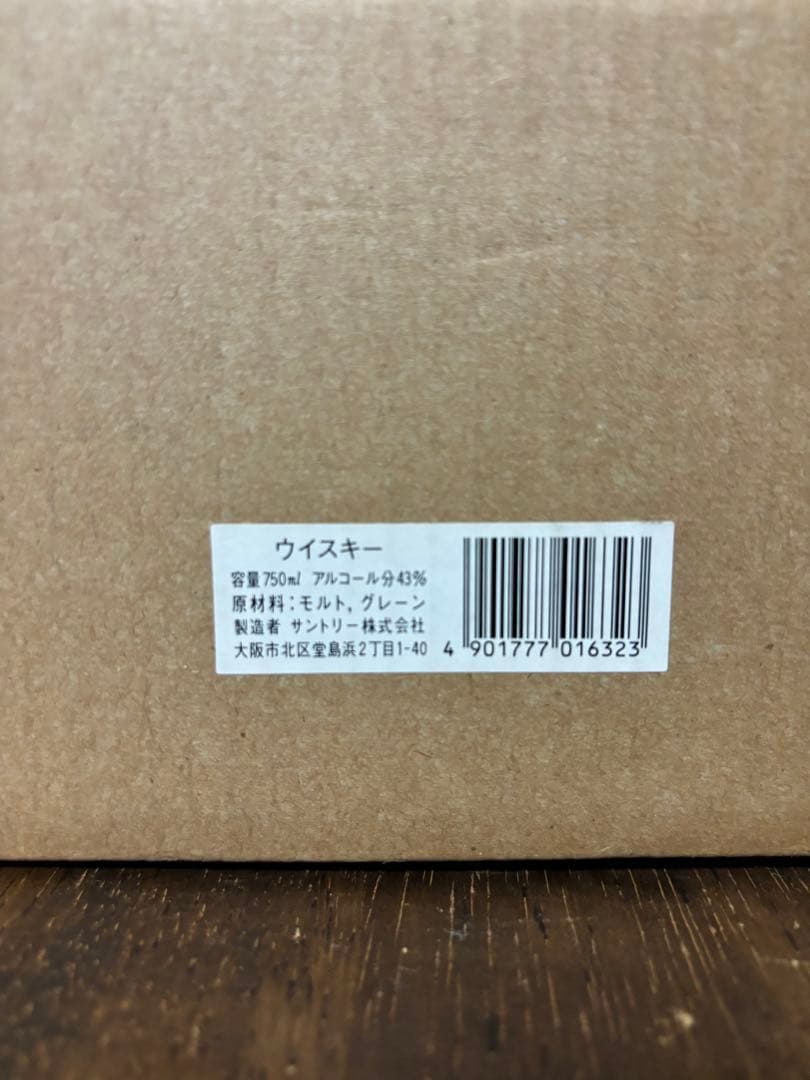 ウイスキー
容量750ml アルコール分43%
原材料:モルト, グレーン
製造者 サントリー株式会社
大阪市北区堂島浜2丁目1-40
4 901777 016323